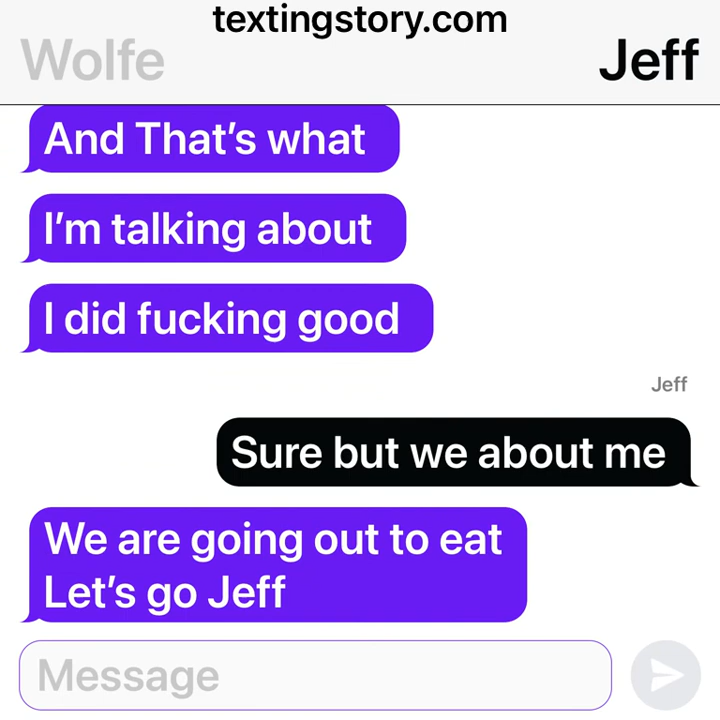 textingstory.com
Wolfe
Jeff
And That’s what
I’m talking about
I did fucking good
Jeff
Sure but we about me
We are going out to eat
Let’s go Jeff
Message